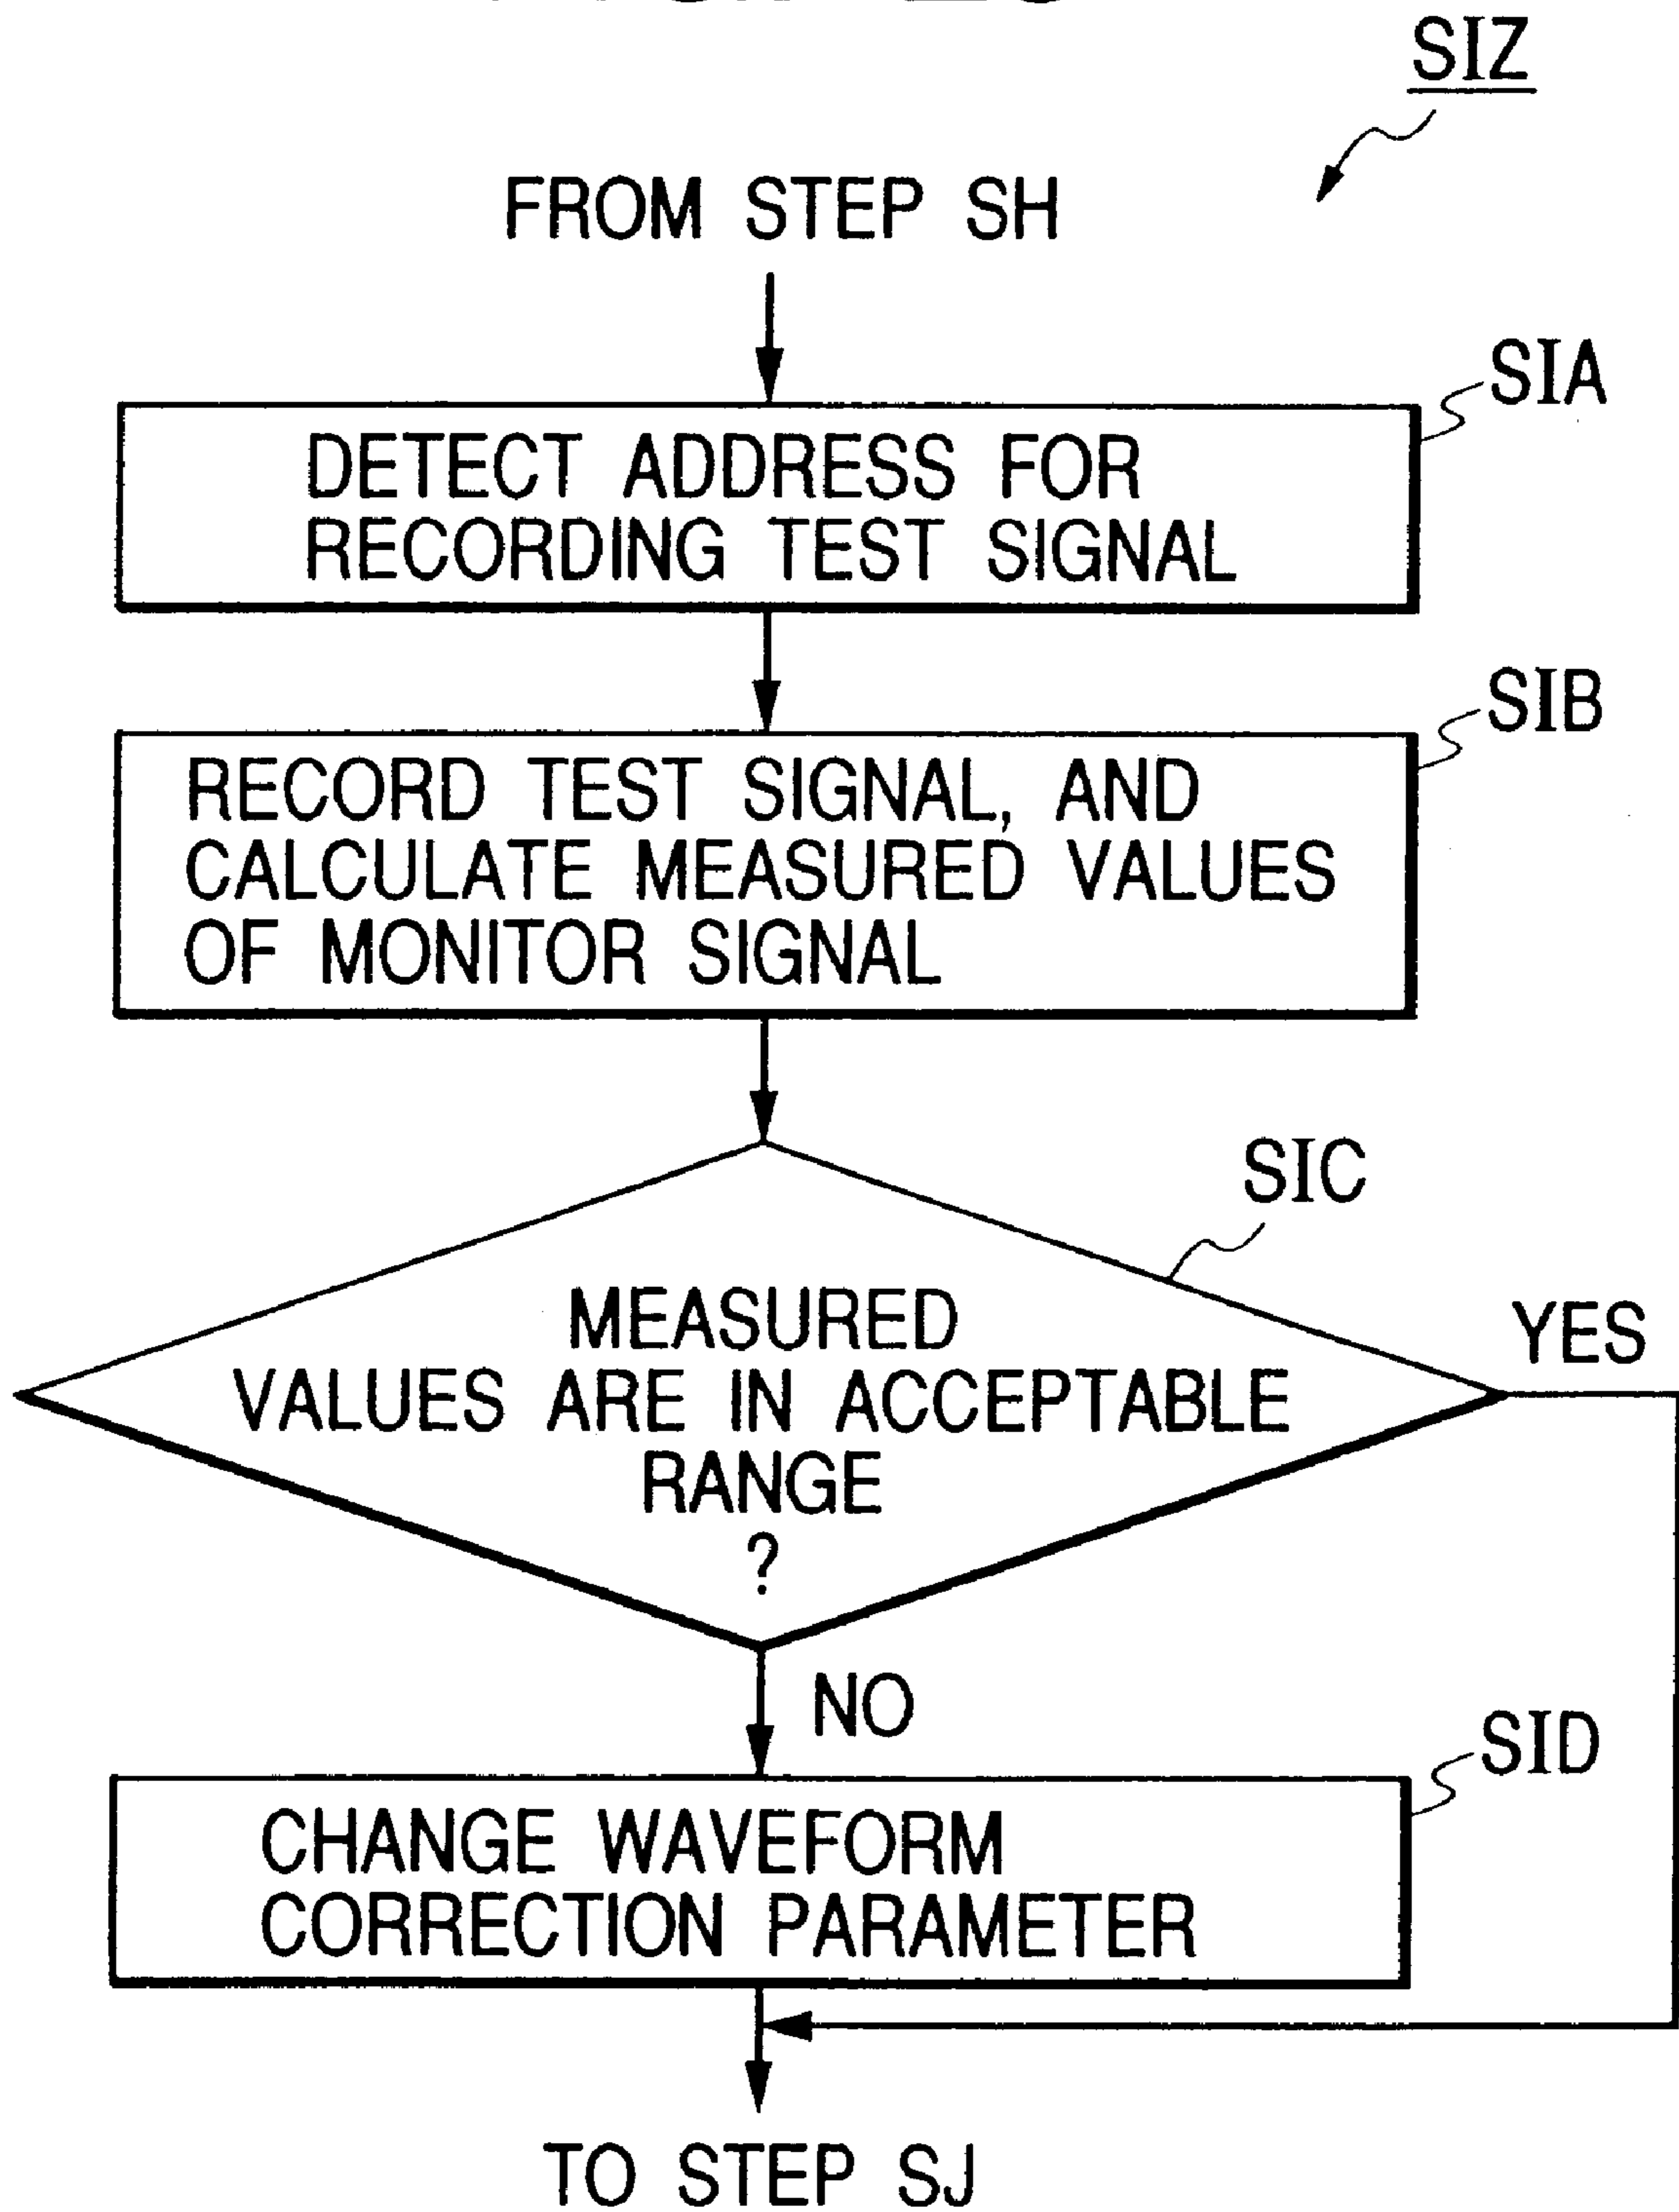 SIZ
FROM STEP SH
SIA
DETECT ADDRESS FOR
RECORDING TEST SIGNAL
SIB
RECORD TEST SIGNAL, AND
CALCULATE MEASURED VALUES
OF MONITOR SIGNAL
SIC
MEASURED
VALUES ARE IN ACCEPTABLE
RANGE
?
YES
NO
SID
CHANGE WAVEFORM
CORRECTION PARAMETER
TO STEP SJ